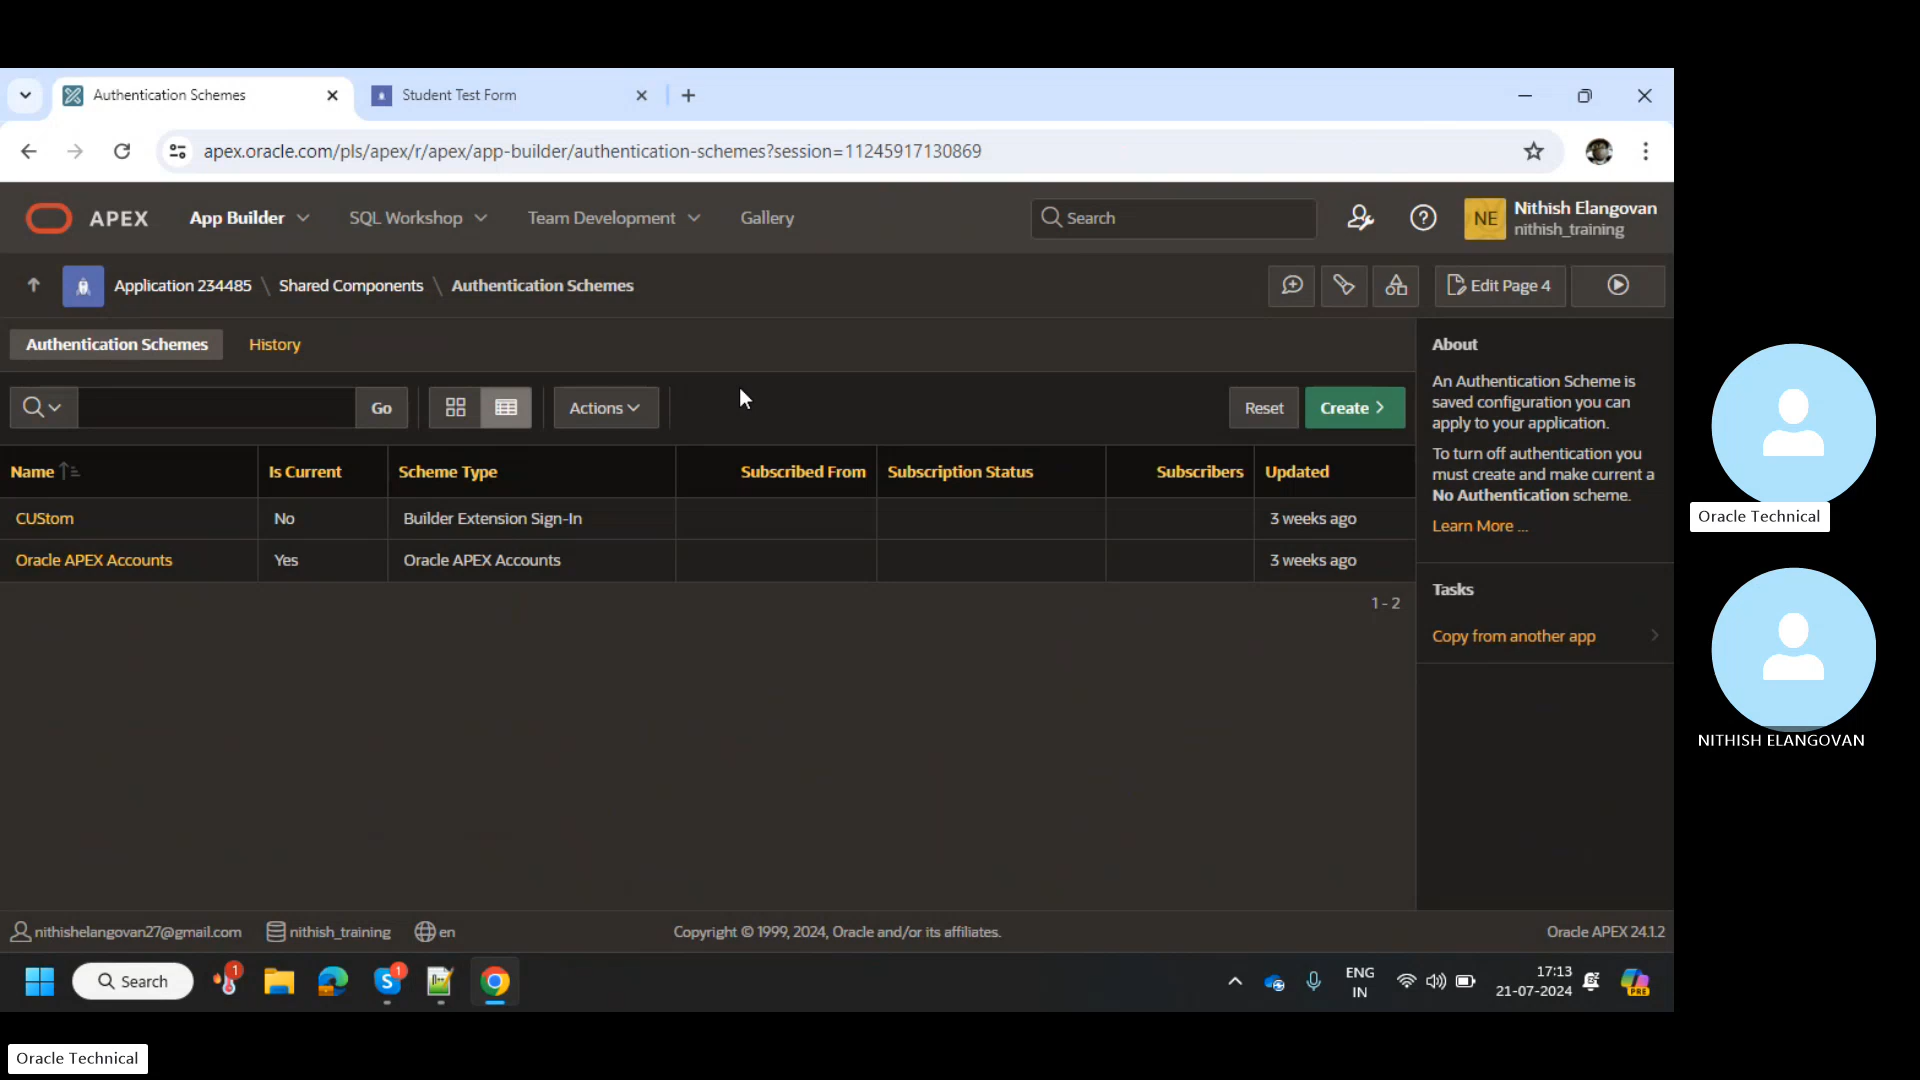 Authentication Schemes
Student Test Form
apex.oracle.com/pls/apex/r/apex/app-builder/authentication-schemes?session=11245917130869
APEX
App Builder
SQL Workshop
Team Development
Gallery
Search
NE
Nithish Elangovan
nithish_training
Application 234485 \ Shared Components \ Authentication Schemes
Edit Page 4
Authentication Schemes
History
Go
Actions
Reset
Create
Name
Is Current
Scheme Type
Subscribed From
Subscription Status
Subscribers
Updated
CUStom
No
Builder Extension Sign-In
3 weeks ago
Oracle APEX Accounts
Yes
Oracle APEX Accounts
3 weeks ago
1 - 2
About
An Authentication Scheme is
saved configuration you can
apply to your application.
To turn off authentication you
must create and make current a
No Authentication scheme.
Learn More ...
Tasks
Copy from another app
nithishelangovan27@gmail.com
nithish_training
en
Copyright © 1999, 2024, Oracle and/or its affiliates.
Oracle APEX 24.1.2
Search
1
S
1
ENG
IN
17:13
21-07-2024
PRE
Oracle Technical
NITHISH ELANGOVAN
Oracle Technical